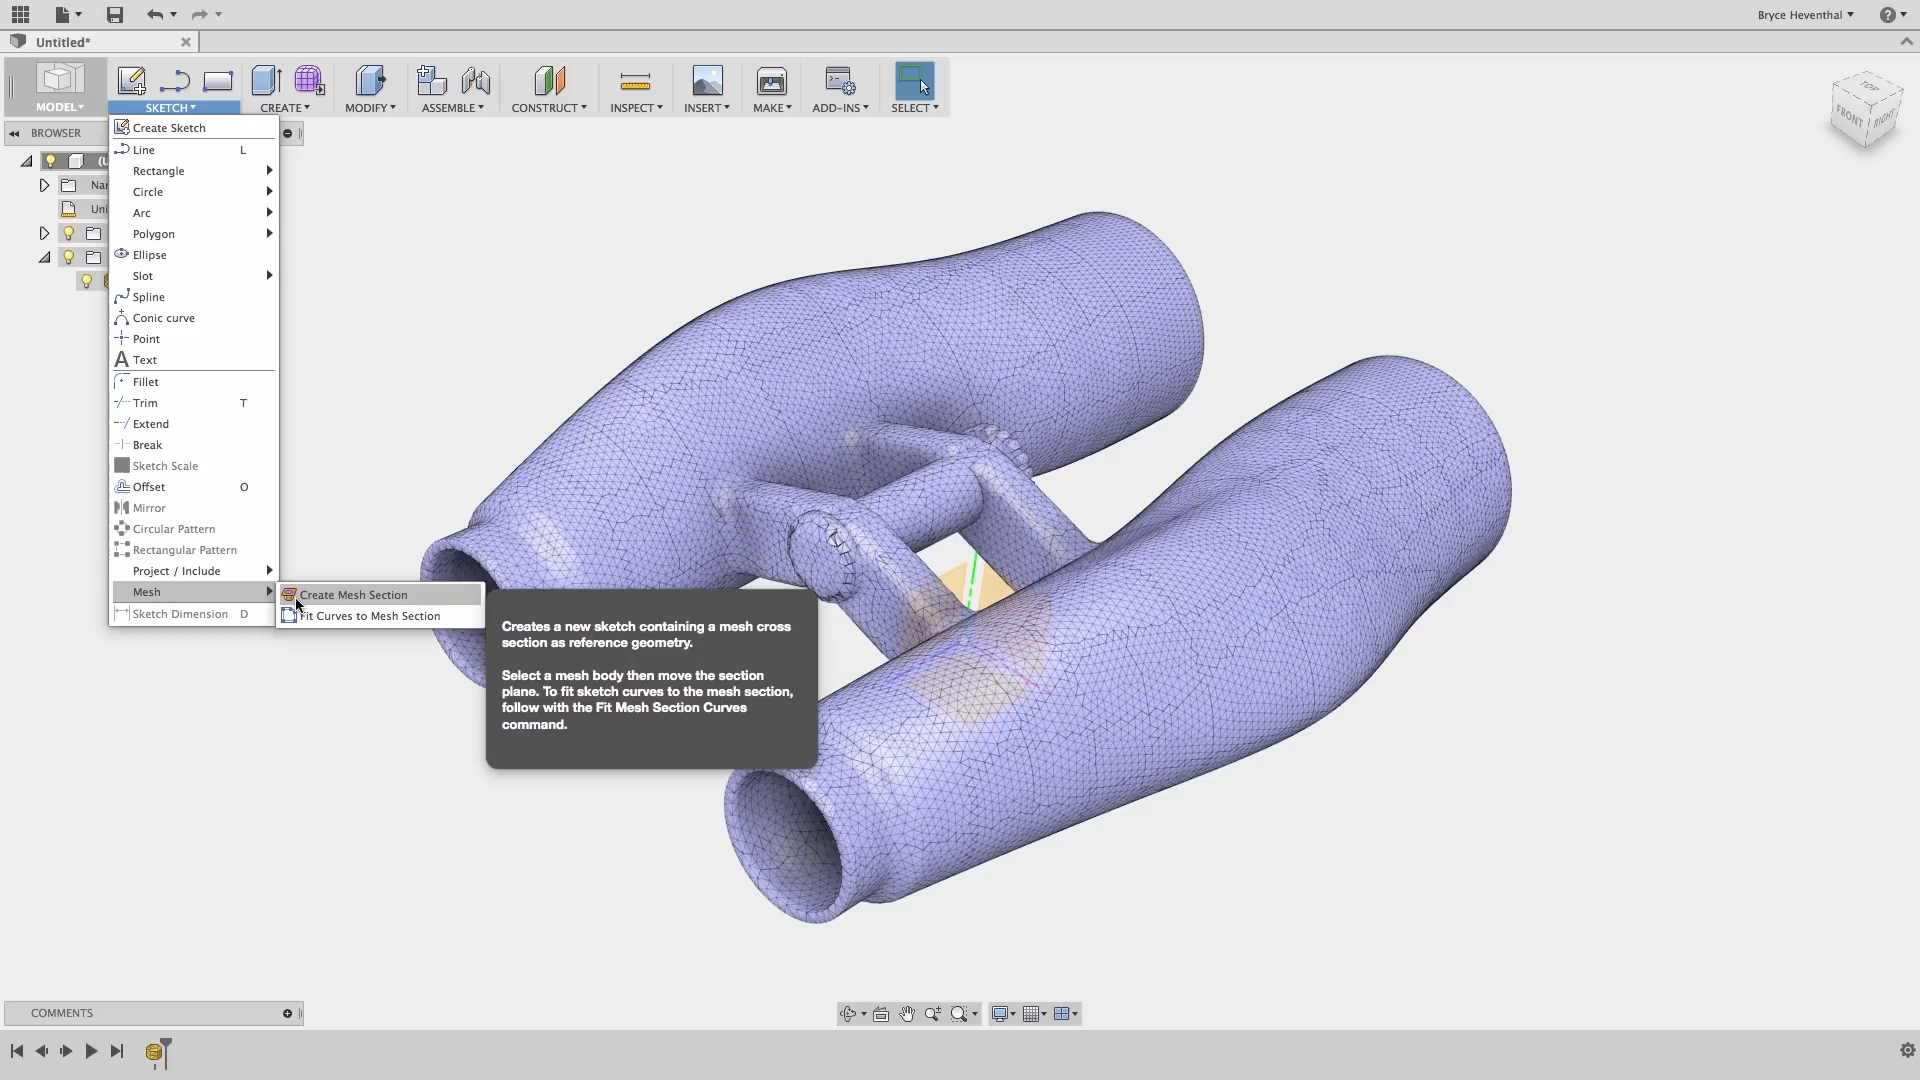 Bryce Heventhal
Untitled*
MODEL
SKETCH
CREATE
MODIFY
ASSEMBLE
CONSTRUCT
INSPECT
INSERT
MAKE
ADD-INS
SELECT
TOP
FRONT
RIGHT
BROWSER
(U
Nar
Uni
Create Sketch
Line L
Rectangle
Circle
Arc
Polygon
Ellipse
Slot
Spline
Conic curve
Point
Text
Fillet
Trim T
Extend
Break
Sketch Scale
Offset O
Mirror
Circular Pattern
Rectangular Pattern
Project / Include
Mesh
Sketch Dimension D
Create Mesh Section
Fit Curves to Mesh Section
Creates a new sketch containing a mesh cross
section as reference geometry.
Select a mesh body then move the section
plane. To fit sketch curves to the mesh section,
follow with the Fit Mesh Section Curves
command.
COMMENTS